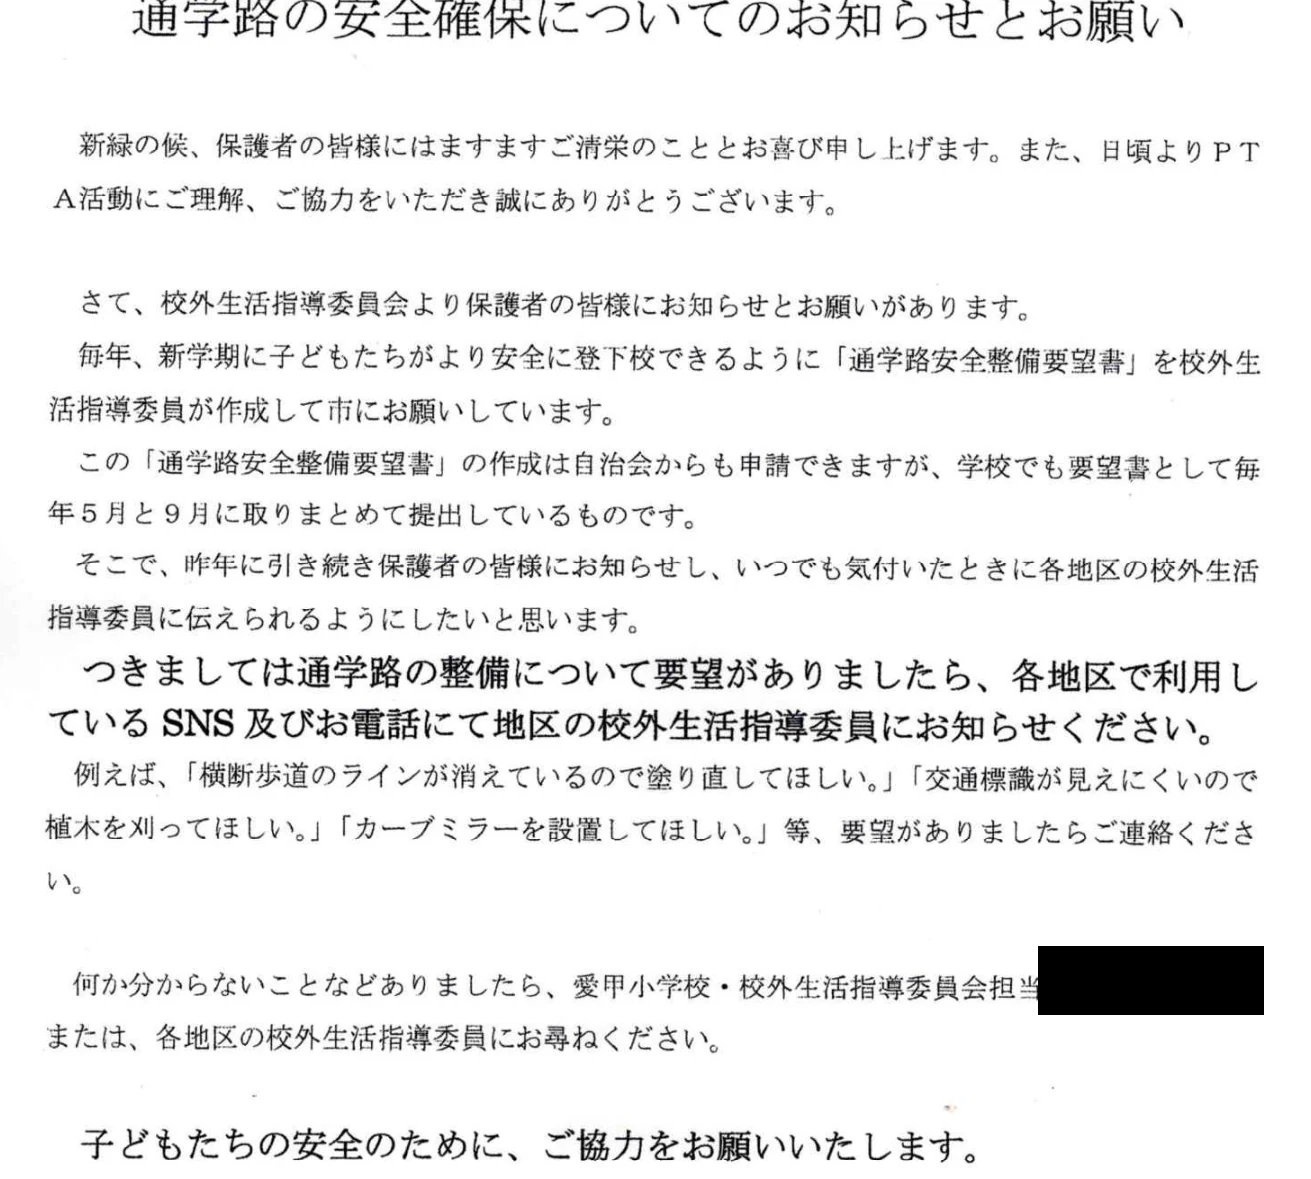 通学路の安全確保についてのお知らせとお願い
新緑の候、保護者の皆様にはますますご清栄のこととお喜び申し上げます。また、日頃よりＰＴ
Ａ活動にご理解、ご協力をいただき誠にありがとうございます。
さて、校外生活指導委員会より保護者の皆様にお知らせとお願いがあります。
毎年、新学期に子どもたちがより安全に登下校できるように「通学路安全整備要望書」を校外生
活指導委員が作成して市にお願いしています。
この「通学路安全整備要望書」の作成は自治会からも申請できますが、学校でも要望書として毎
年５月と９月に取りまとめて提出しているものです。
そこで、昨年に引き続き保護者の皆様にお知らせし、いつでも気付いたときに各地区の校外生活
指導委員に伝えられるようにしたいと思います。
つきましては通学路の整備について要望がありましたら、各地区で利用し
ている SNS 及びお電話にて地区の校外生活指導委員にお知らせください。
例えば、「横断歩道のラインが消えているので塗り直してほしい。」「交通標識が見えにくいので
植木を刈ってほしい。」「カーブミラーを設置してほしい。」等、要望がありましたらご連絡くださ
い。
何か分からないことなどありましたら、愛甲小学校・校外生活指導委員会担当
または、各地区の校外生活指導委員にお尋ねください。
子どもたちの安全のために、ご協力をお願いいたします。